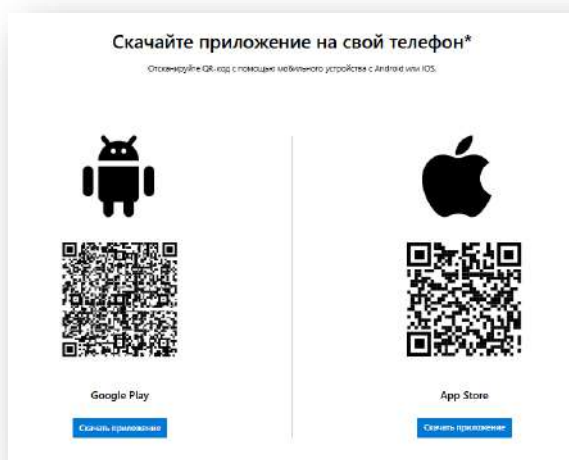 Скачайте приложение на свой телефон*
Отсканируйте QR-код с помощью мобильного устройства с Android или iOS.
Google Play
App Store
Скачать приложение
Скачать приложение